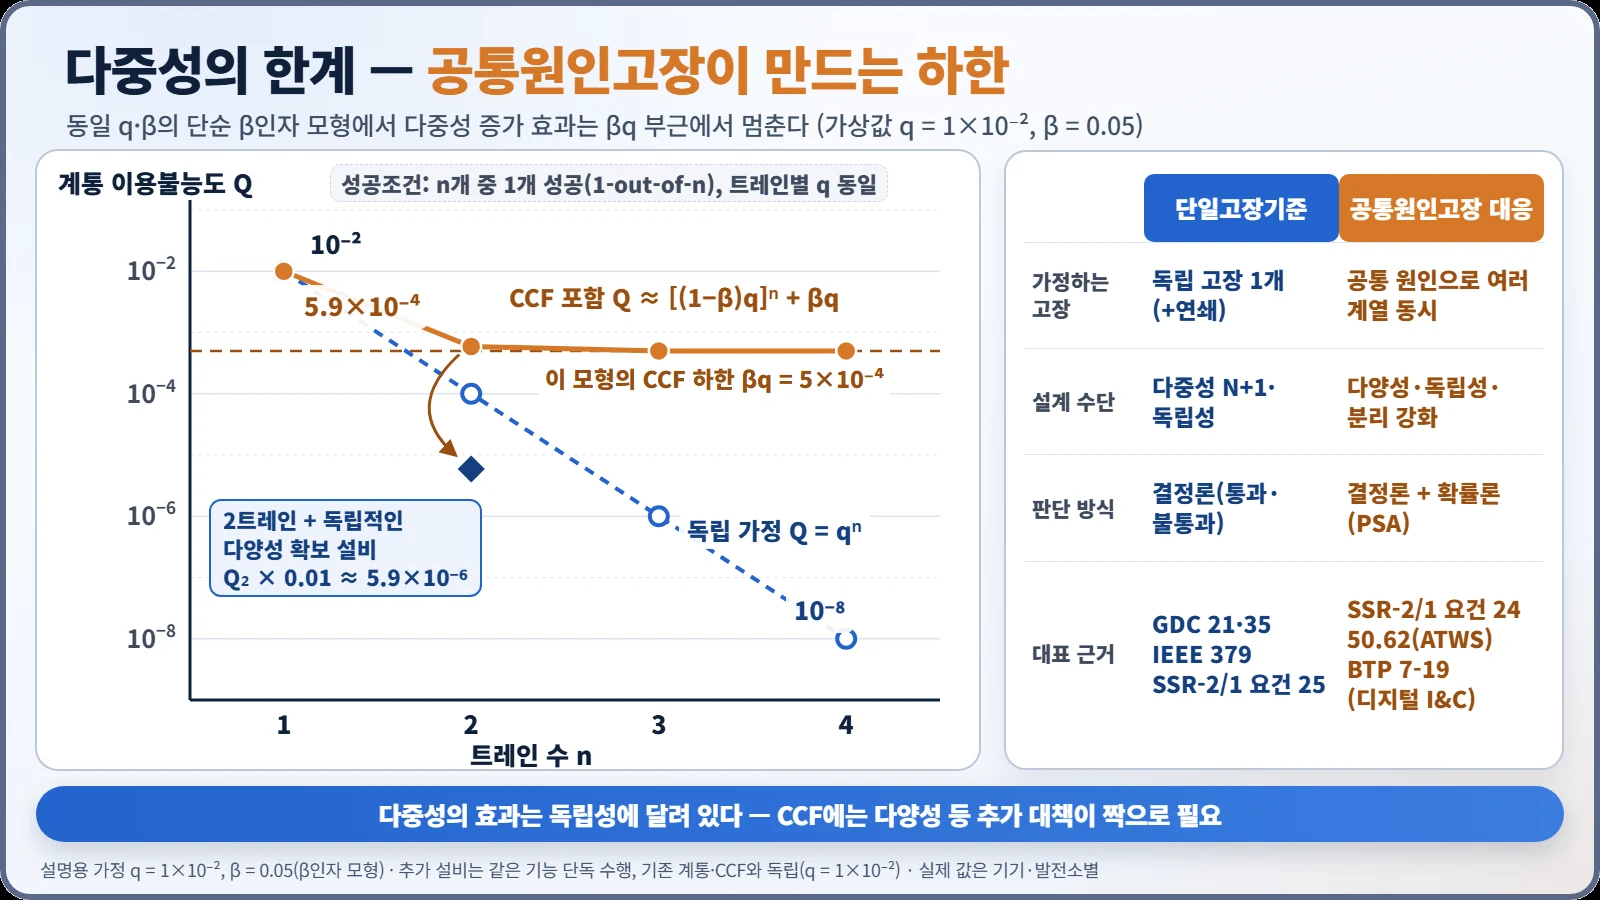 다중성의 한계 — 공통원인고장이 만드는 하한
동일 q·β의 단순 β인자 모형에서 다중성 증가 효과는 βq 부근에서 멈춘다 (가상값 q = 1×10⁻², β = 0.05)
계통 이용불능도 Q
성공조건: n개 중 1개 성공(1-out-of-n), 트레인별 q 동일
10⁻²
10⁻²
5.9×10⁻⁴
CCF 포함 Q ≈ [(1−β)q]ⁿ + βq
이 모형의 CCF 하한 βq = 5×10⁻⁴
10⁻⁴
10⁻⁶
2트레인 + 독립적인
다양성 확보 설비
Q₂ × 0.01 ≈ 5.9×10⁻⁶
독립 가정 Q = qⁿ
10⁻⁸
10⁻⁸
1
2
3
4
트레인 수 n
단일고장기준
공통원인고장 대응
가정하는
고장
독립 고장 1개
(+연쇄)
공통 원인으로 여러
계열 동시
설계 수단
다중성 N+1·
독립성
다양성·독립성·
분리 강화
판단 방식
결정론(통과·
불통과)
결정론 + 확률론
(PSA)
대표 근거
GDC 21·35
IEEE 379
SSR-2/1 요건 25
SSR-2/1 요건 24
50.62(ATWS)
BTP 7-19
(디지털 I&C)
다중성의 효과는 독립성에 달려 있다 — CCF에는 다양성 등 추가 대책이 짝으로 필요
설명용 가정 q = 1×10⁻², β = 0.05(β인자 모형) · 추가 설비는 같은 기능 단독 수행, 기존 계통·CCF와 독립(q = 1×10⁻²) · 실제 값은 기기·발전소별